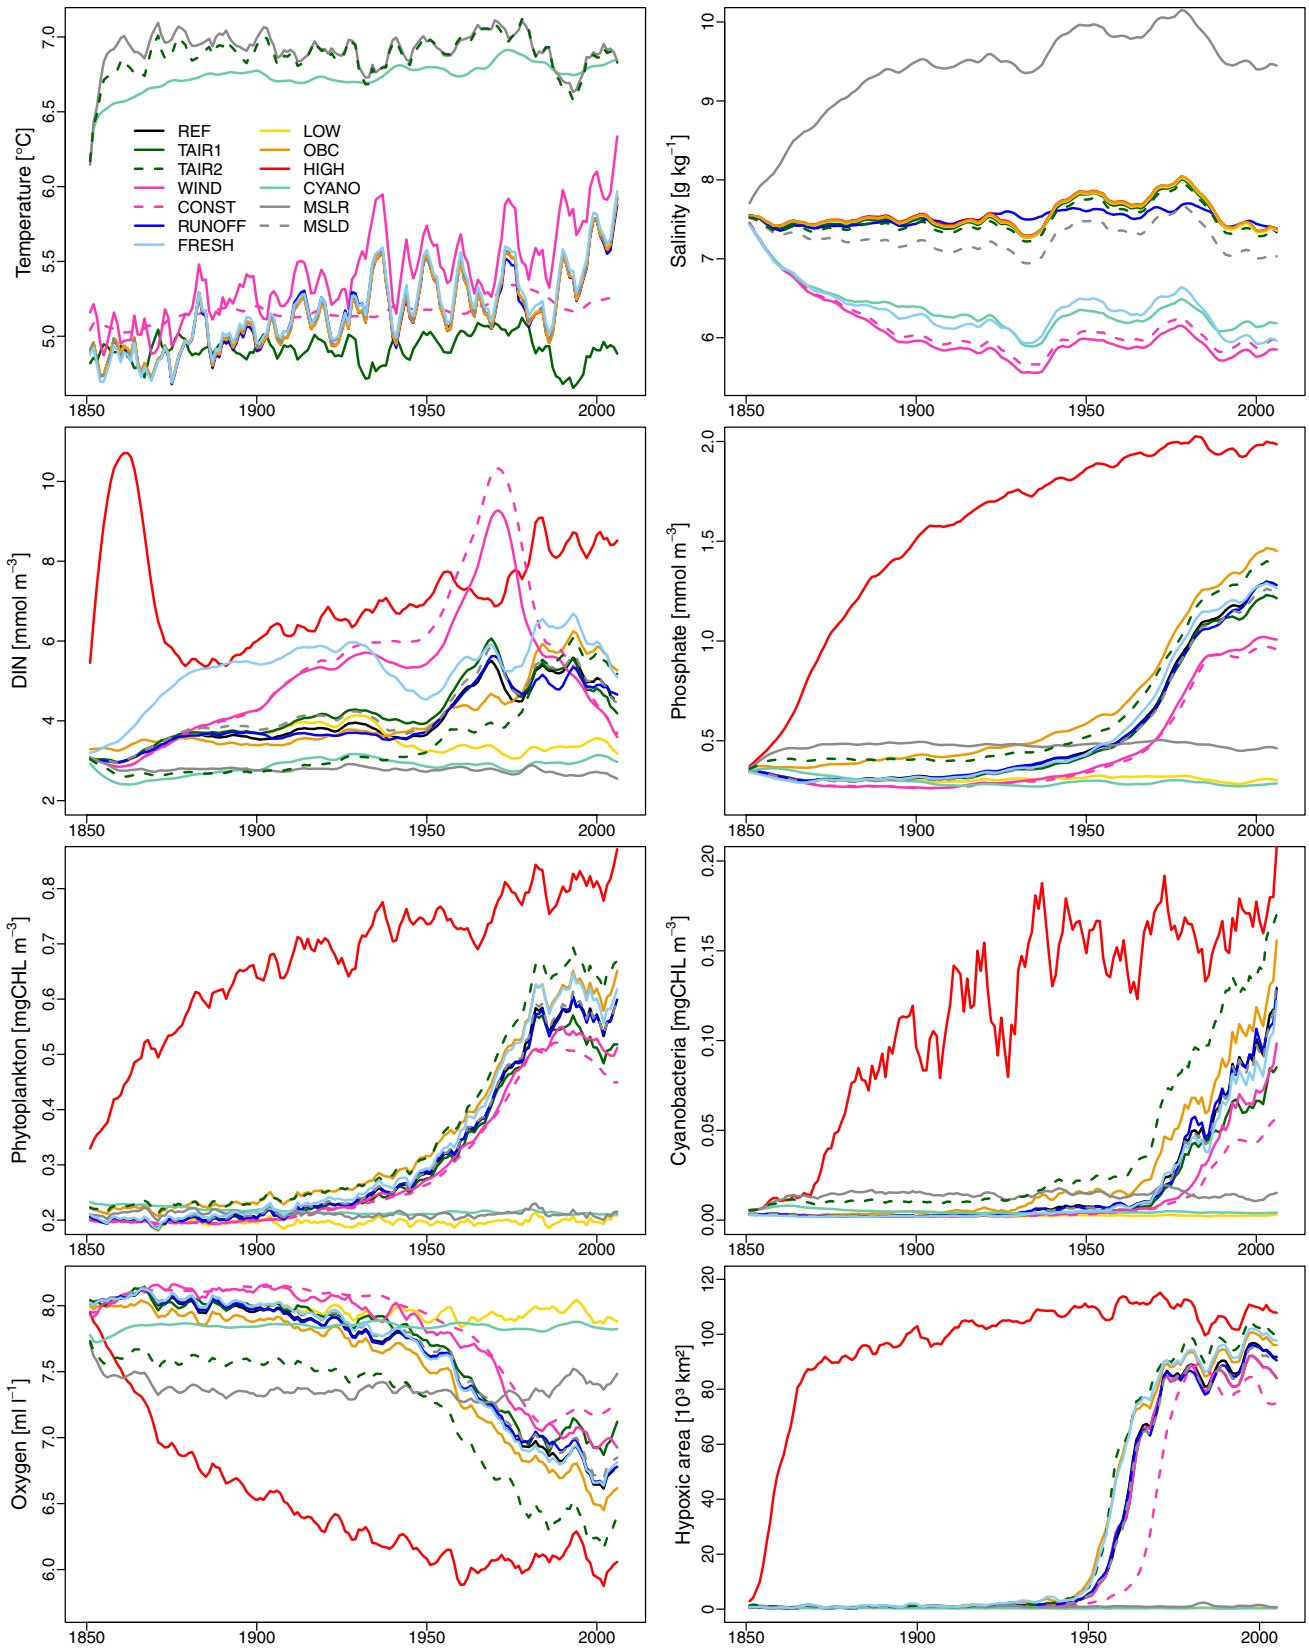 Temperature [°C]
7.0
6.5
6.0
5.5
5.0
REF
TAIR1
TAIR2
WIND
CONST
RUNOFF
FRESH
LOW
OBC
HIGH
CYANO
MSLR
MSLD
1850 1900 1950 2000
Salinity [g kg⁻¹]
10
9
8
7
6
1850 1900 1950 2000
DIN [mmol m⁻³]
10
8
6
4
2
1850 1900 1950 2000
Phosphate [mmol m⁻³]
2.0
1.5
1.0
0.5
1850 1900 1950 2000
Phytoplankton [mgCHL m⁻³]
0.8
0.7
0.6
0.5
0.4
0.3
0.2
1850 1900 1950 2000
Cyanobacteria [mgCHL m⁻³]
0.20
0.15
0.10
0.05
0.00
1850 1900 1950 2000
Oxygen [ml l⁻¹]
8.0
7.5
7.0
6.5
6.0
1850 1900 1950 2000
Hypoxic area [10³ km²]
120
100
80
60
40
20
0
1850 1900 1950 2000